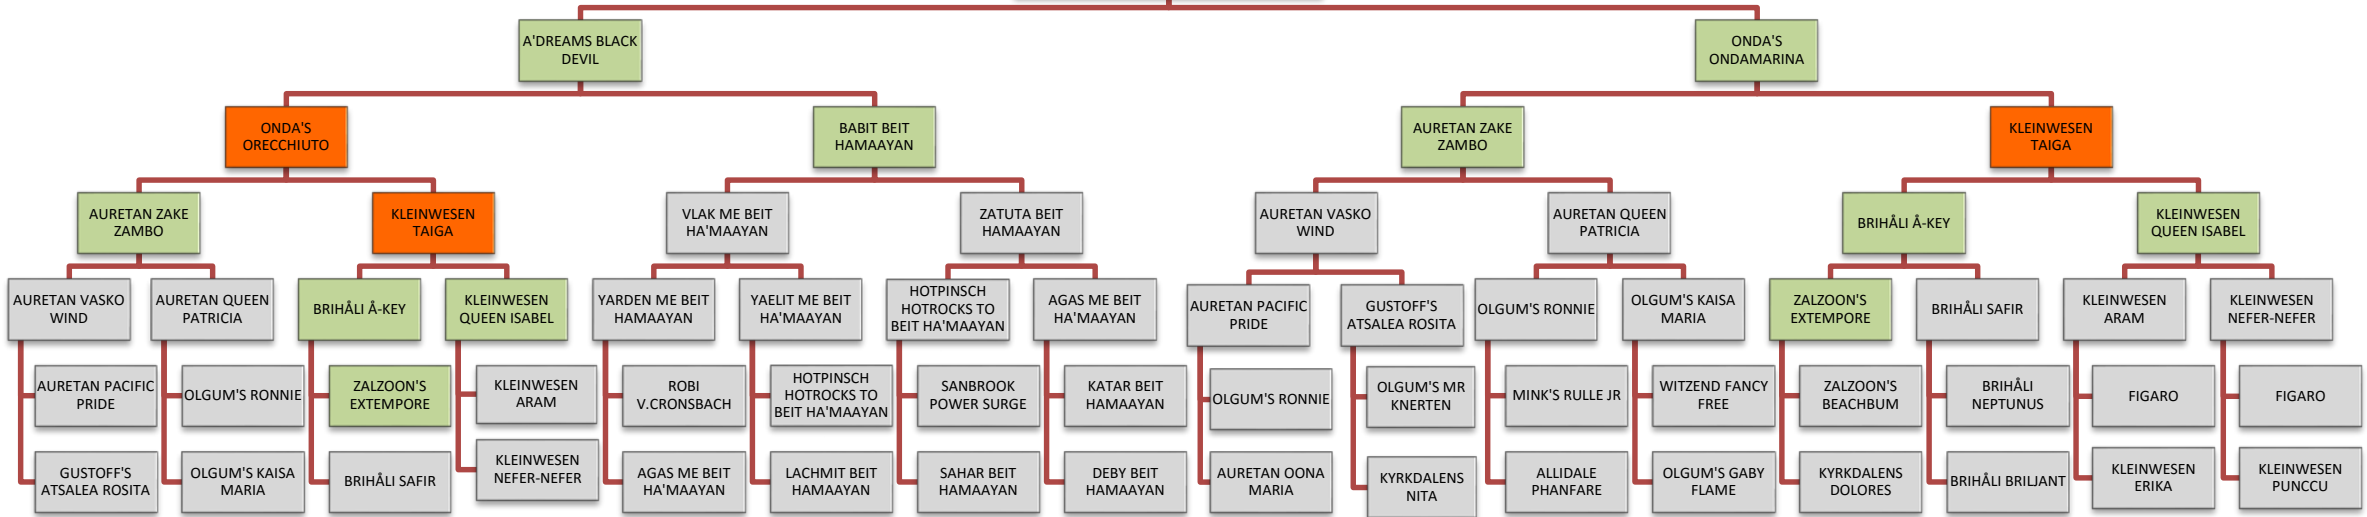 A'DREAMS BLACK
DEVIL
ONDA'S
ONDAMARINA
ONDA'S
ORECCHIUTO
BABIT BEIT
HAMAAYAN
AURETAN ZAKE
ZAMBO
KLEINWESEN
TAIGA
AURETAN ZAKE
ZAMBO
KLEINWESEN
TAIGA
VLAK ME BEIT
HA'MAAYAN
ZATUTA BEIT
HAMAAYAN
AURETAN VASKO
WIND
AURETAN QUEEN
PATRICIA
BRIHÅLI Å-KEY
KLEINWESEN
QUEEN ISABEL
AURETAN VASKO
WIND
AURETAN QUEEN
PATRICIA
BRIHÅLI Å-KEY
KLEINWESEN
QUEEN ISABEL
YARDEN ME BEIT
HAMAAYAN
YAELIT ME BEIT
HA'MAAYAN
HOTPINSCH
HOTROCKS TO
BEIT HA'MAAYAN
AGAS ME BEIT
HA'MAAYAN
AURETAN PACIFIC
PRIDE
GUSTOFF'S
ATSALEA ROSITA
OLGUM'S RONNIE
OLGUM'S KAISA
MARIA
ZALZOON'S
EXTEMPORE
BRIHÅLI SAFIR
KLEINWESEN
ARAM
KLEINWESEN
NEFER-NEFER
AURETAN PACIFIC
PRIDE
OLGUM'S RONNIE
ZALZOON'S
EXTEMPORE
KLEINWESEN
ARAM
ROBI
V.CRONSBACH
HOTPINSCH
HOTROCKS TO
BEIT HA'MAAYAN
SANBROOK
POWER SURGE
KATAR BEIT
HAMAAYAN
OLGUM'S RONNIE
OLGUM'S MR
KNERTEN
MINK'S RULLE JR
WITZEND FANCY
FREE
ZALZOON'S
BEACHBUM
BRIHÅLI
NEPTUNUS
FIGARO
FIGARO
GUSTOFF'S
ATSALEA ROSITA
OLGUM'S KAISA
MARIA
BRIHÅLI SAFIR
KLEINWESEN
NEFER-NEFER
AGAS ME BEIT
HA'MAAYAN
LACHMIT BEIT
HAMAAYAN
SAHAR BEIT
HAMAAYAN
DEBY BEIT
HAMAAYAN
AURETAN OONA
MARIA
KYRKDALENS
NITA
ALLIDALE
PHANFARE
OLGUM'S GABY
FLAME
KYRKDALENS
DOLORES
BRIHÅLI BRILJANT
KLEINWESEN
ERIKA
KLEINWESEN
PUNCCU